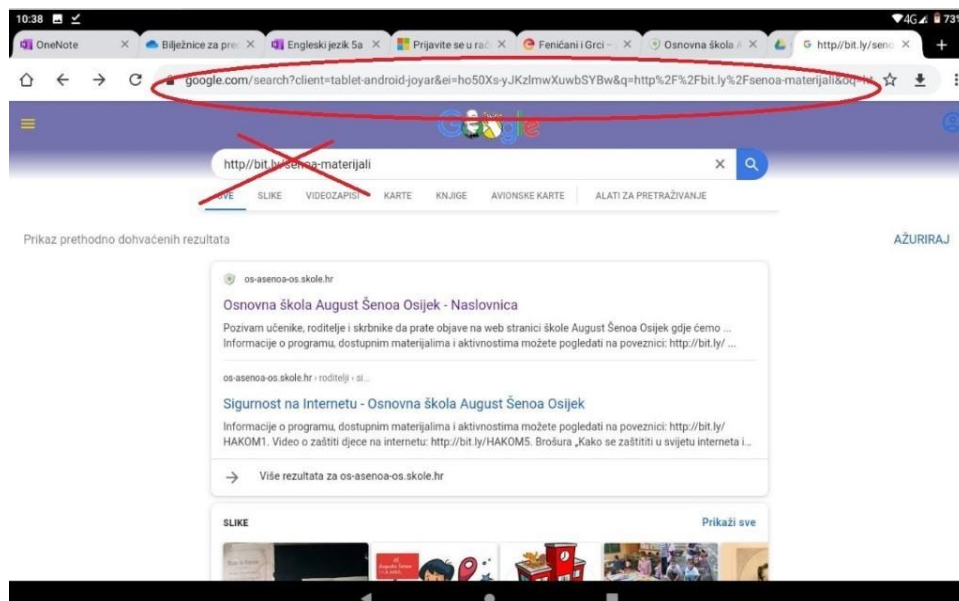 10:38 4G 73%
OneNote Bilježnice za pre Engleski jezik 5a Prijavite se u rač Feničani i Grci – Osnovna škola A G http//bit.ly/seno
google.com/search?client=tablet-android-joyar&ei=ho50Xs-yJKzlmwXuwbSYBw&q=http%2F%2Fbit.ly%2Fsenoa-materijali&oq=ht
Google
http//bit.ly/senoa-materijali
SVE SLIKE VIDEOZAPISI KARTE KNJIGE AVIONSKE KARTE ALATI ZA PRETRAŽIVANJE
Prikaz prethodno dohvaćenih rezultata AŽURIRAJ
os-asenoa-os.skole.hr
Osnovna škola August Šenoa Osijek - Naslovnica
Pozivam učenike, roditelje i skrbnike da prate objave na web stranici škole August Šenoa Osijek gdje ćemo ...
Informacije o programu, dostupnim materijalima i aktivnostima možete pogledati na poveznici: http://bit.ly/ ...
os-asenoa-os.skole.hr › roditelji › si...
Sigurnost na Internetu - Osnovna škola August Šenoa Osijek
Informacije o programu, dostupnim materijalima i aktivnostima možete pogledati na poveznici: http://bit.ly/
HAKOM1. Video o zaštiti djece na internetu: http://bit.ly/HAKOM5. Brošura „Kako se zaštititi u svijetu interneta i...
Više rezultata za os-asenoa-os.skole.hr
SLIKE Prikaži sve